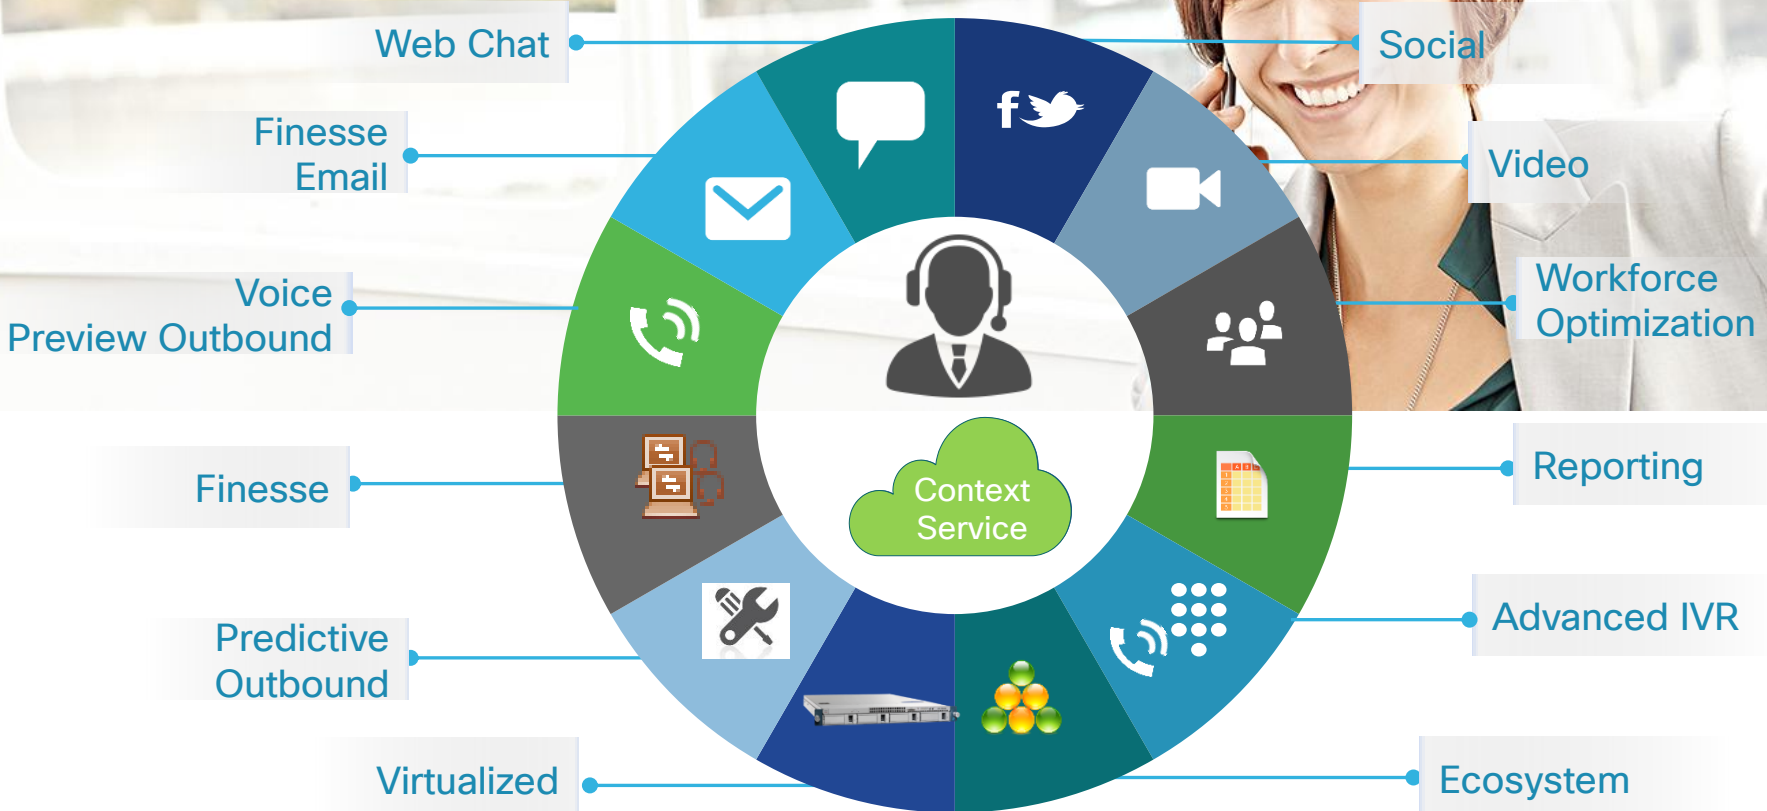 Web Chat
Social
Finesse
Email
Video
Voice
Preview Outbound
Workforce
Optimization
Finesse
Context
Service
Reporting
Predictive
Outbound
Advanced IVR
Virtualized
Ecosystem